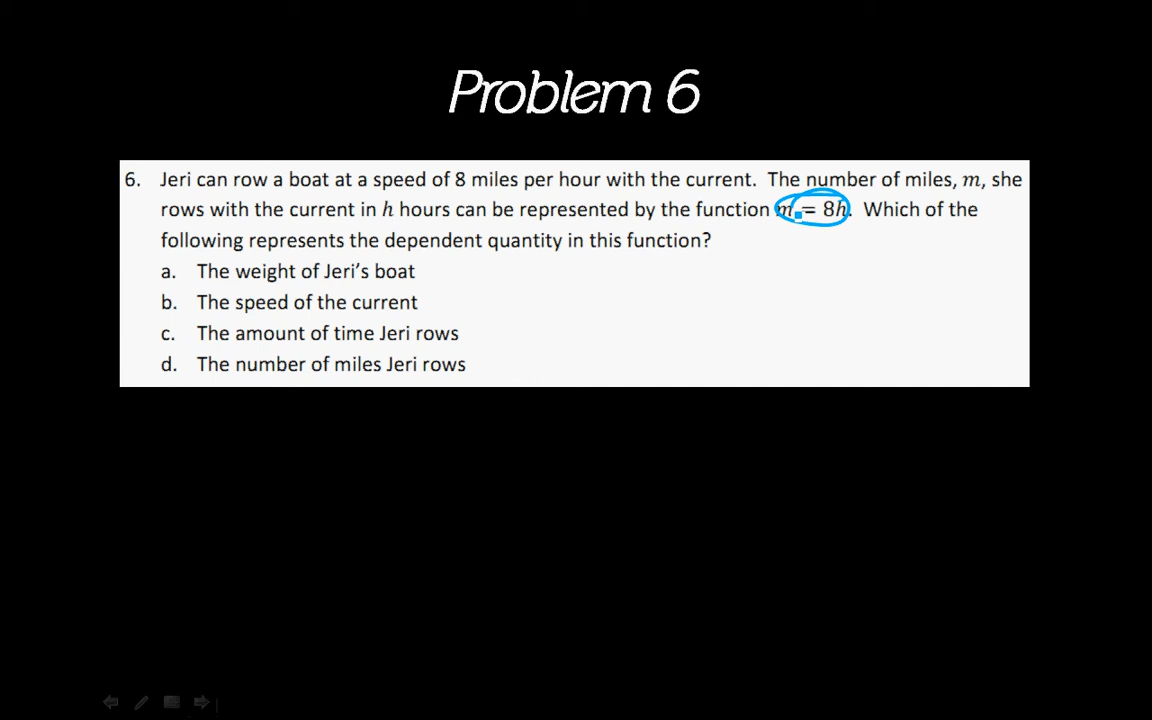 Problem 6
6. Jeri can row a boat at a speed of 8 miles per hour with the current. The number of miles, m, she
rows with the current in h hours can be represented by the function m = 8h. Which of the
following represents the dependent quantity in this function?
a. The weight of Jeri's boat
b. The speed of the current
c. The amount of time Jeri rows
d. The number of miles Jeri rows